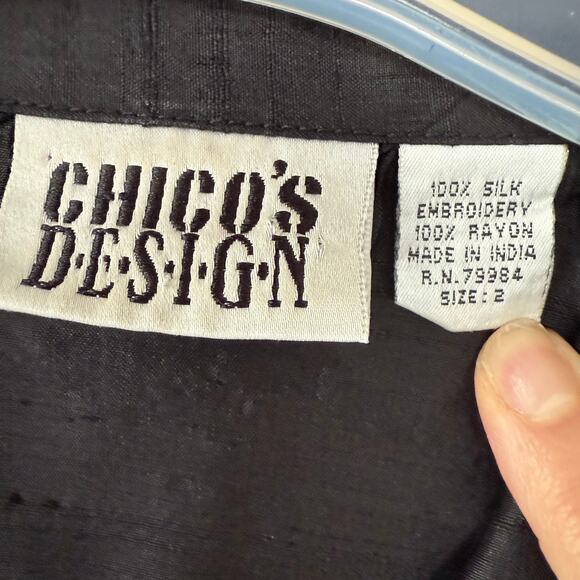 CHICO'S
D·E·S·I·G·N
100% SILK
EMBROIDERY
100% RAYON
MADE IN INDIA
R.N.79984
SIZE: 2